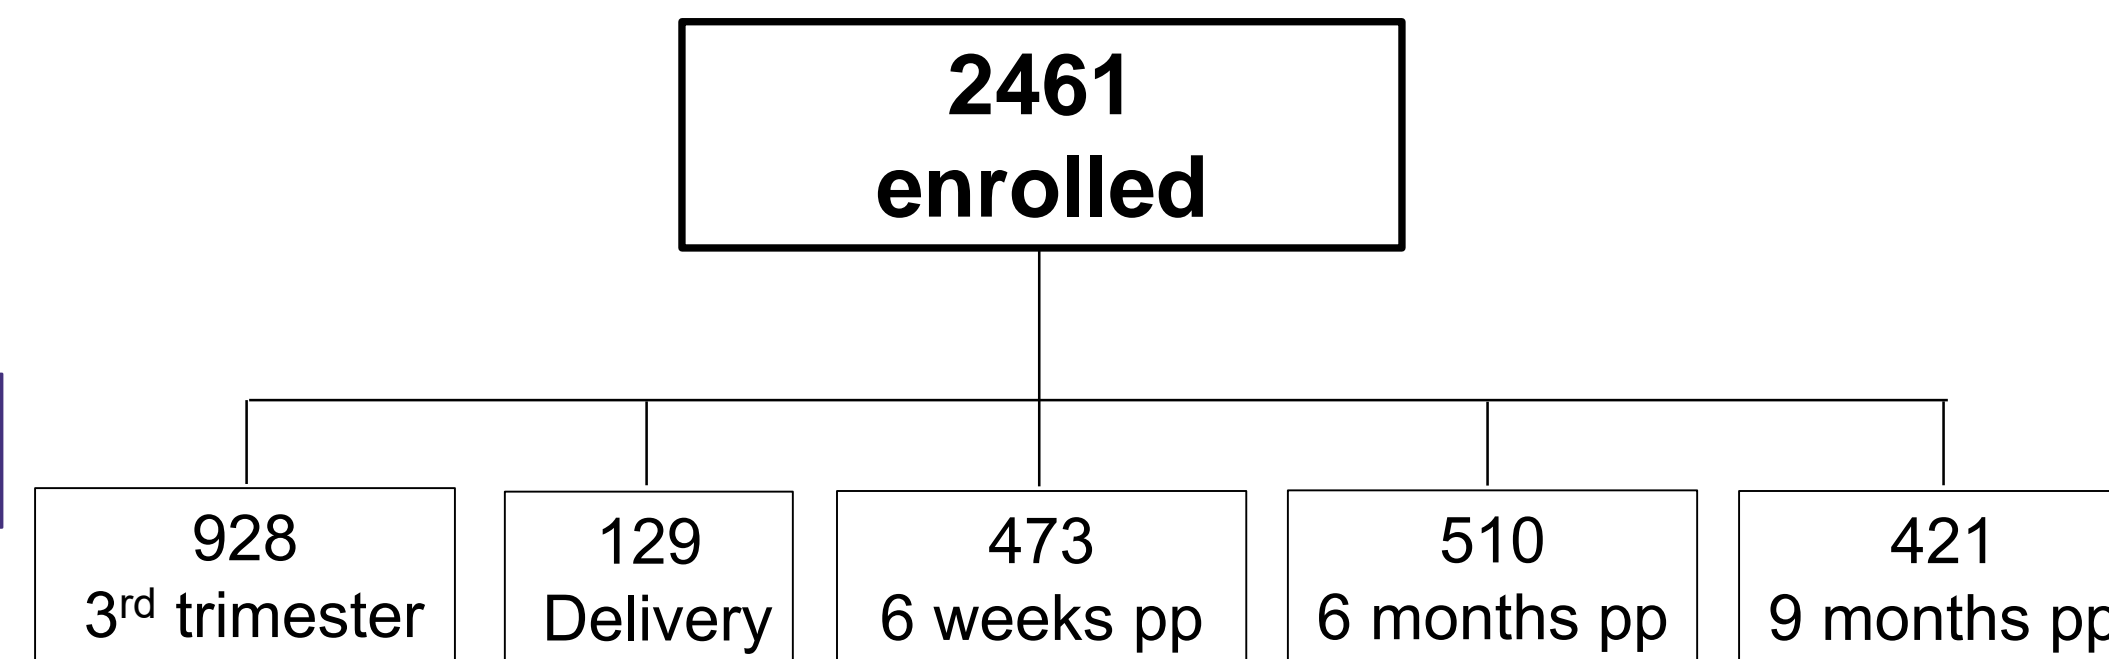 2461
enrolled
928
3rd trimester
129
Delivery
473
6 weeks pp
510
6 months pp
421
9 months pp